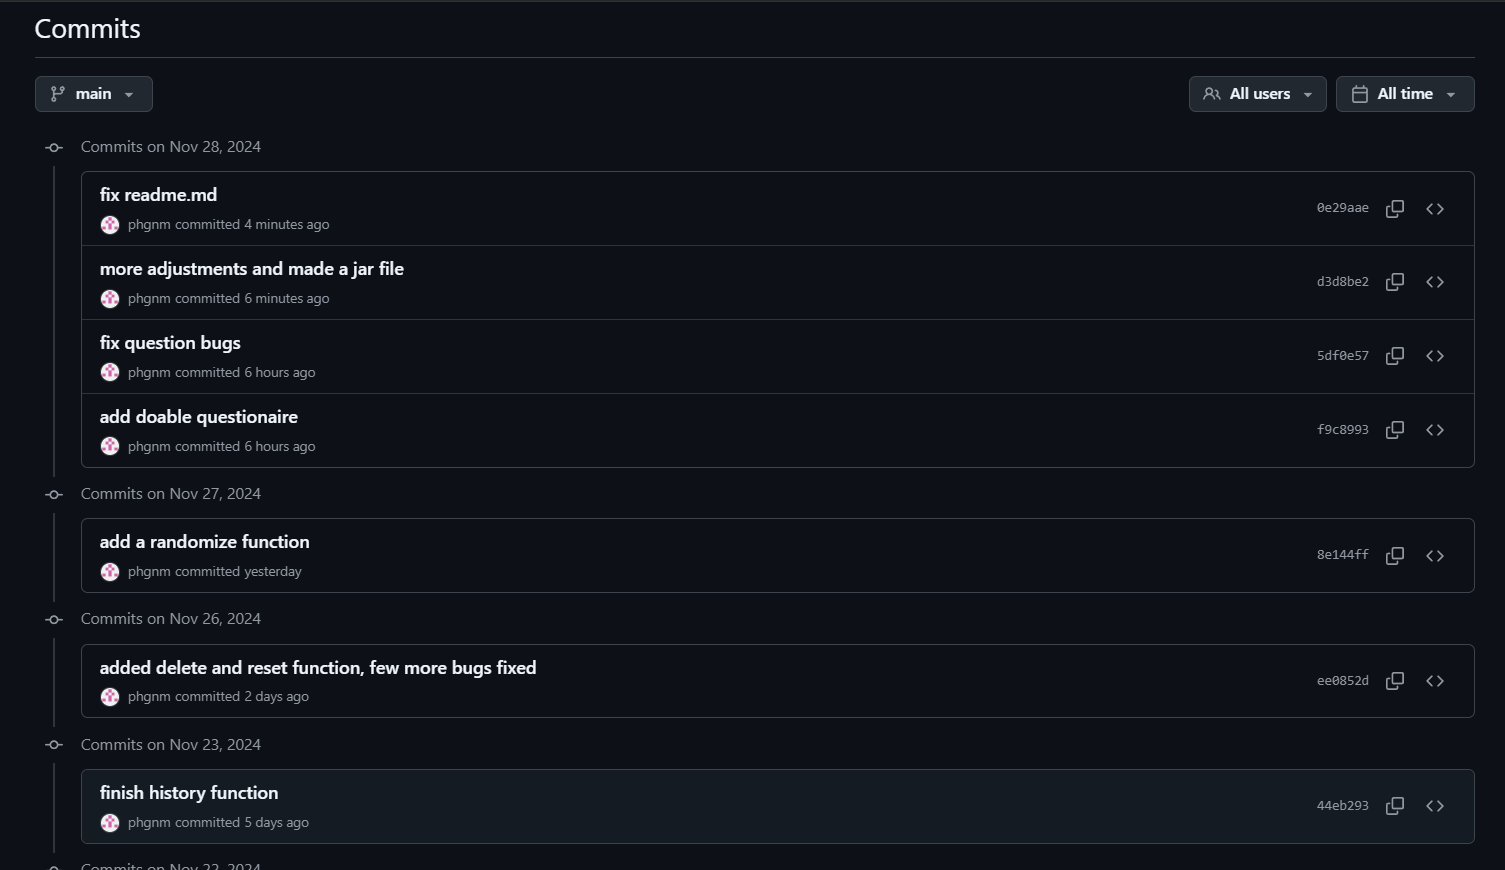 Commits
main
All users
All time
Commits on Nov 28, 2024
fix readme.md
0e29aae
phgnm committed 4 minutes ago
more adjustments and made a jar file
d3d8be2
phgnm committed 6 minutes ago
fix question bugs
5df0e57
phgnm committed 6 hours ago
add doable questionaire
f9c8993
phgnm committed 6 hours ago
Commits on Nov 27, 2024
add a randomize function
8e144ff
phgnm committed yesterday
Commits on Nov 26, 2024
added delete and reset function, few more bugs fixed
ee0852d
phgnm committed 2 days ago
Commits on Nov 23, 2024
finish history function
44eb293
phgnm committed 5 days ago
Commits on Nov 22, 2024